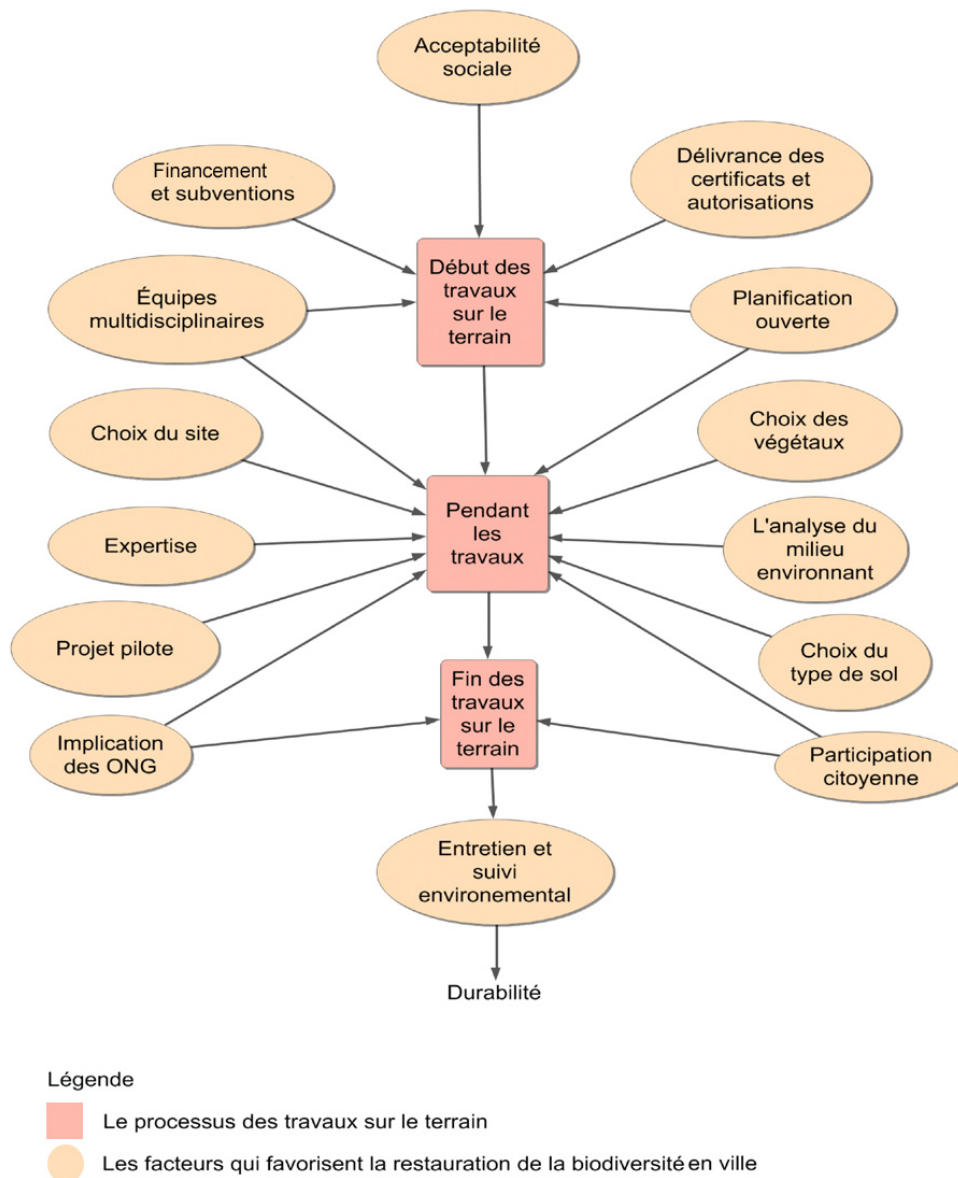 Acceptabilité
sociale
Financement
et subventions
Délivrance des
certificats et
autorisations
Début des
travaux
sur le
terrain
Équipes
multidisciplinaires
Planification
ouverte
Choix du site
Choix des
végétaux
Pendant
les
travaux
Expertise
L'analyse du
milieu
environnant
Projet pilote
Choix du
type de sol
Fin des
travaux
sur le
terrain
Implication
des ONG
Participation
citoyenne
Entretien et
suivi
environemental
Durabilité
Légende
Le processus des travaux sur le terrain
Les facteurs qui favorisent la restauration de la biodiversité en ville